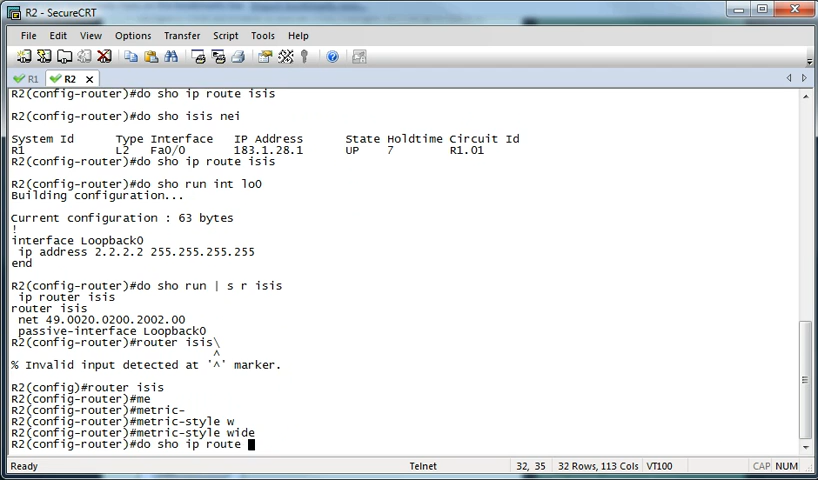 R2 - SecureCRT
File Edit View Options Transfer Script Tools Help
R1 R2
R2(config-router)#do sho ip route isis
R2(config-router)#do sho isis nei
System Id Type Interface IP Address State Holdtime Circuit Id
R1 L2 Fa0/0 183.1.28.1 UP 7 R1.01
R2(config-router)#do sho ip route isis
R2(config-router)#do sho run int lo0
Building configuration...
Current configuration : 63 bytes
!
interface Loopback0
ip address 2.2.2.2 255.255.255.255
end
R2(config-router)#do sho run | s r isis
ip router isis
router isis
net 49.0020.0200.2002.00
passive-interface Loopback0
R2(config-router)#router isis\
^
% Invalid input detected at '^' marker.
R2(config)#router isis
R2(config-router)#me
R2(config-router)#metric-
R2(config-router)#metric-style w
R2(config-router)#metric-style wide
R2(config-router)#do sho ip route
Ready Telnet 32, 35 32 Rows, 113 Cols VT100 CAP NUM